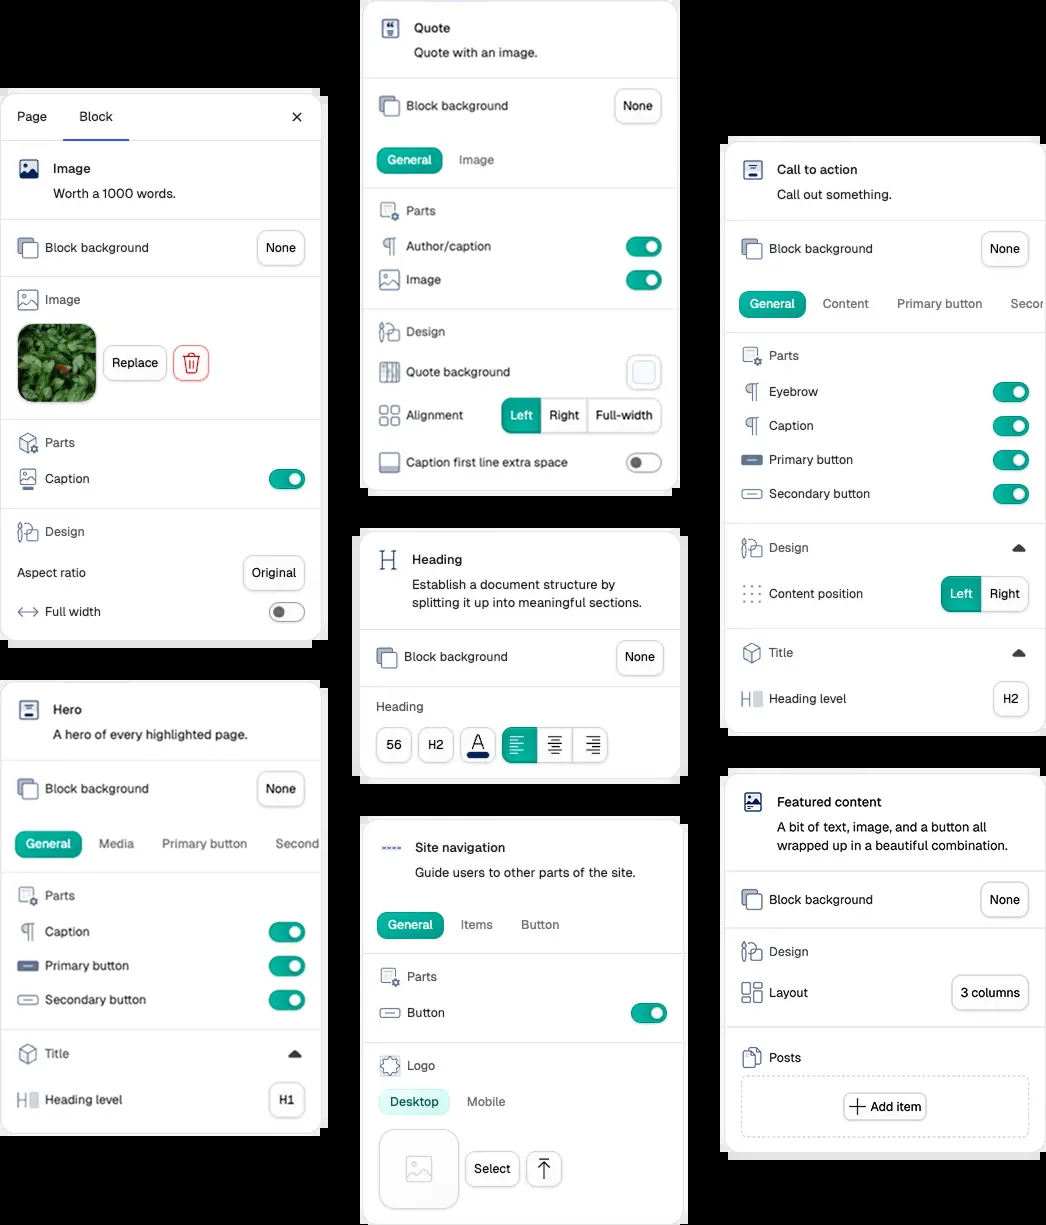 Page
Block
Image
Worth a 1000 words.
Block background
None
Image
Replace
Parts
Caption
Design
Aspect ratio
Original
Full width
Hero
A hero of every highlighted page.
Block background
None
General
Media
Primary button
Second
Parts
Caption
Primary button
Secondary button
Title
Heading level
H1
Quote
Quote with an image.
Block background
None
General
Image
Parts
Author/caption
Image
Design
Quote background
Alignment
Left
Right
Full-width
Caption first line extra space
H
Heading
Establish a document structure by
splitting it up into meaningful sections.
Block background
None
Heading
56
H2
A
Site navigation
Guide users to other parts of the site.
General
Items
Button
Parts
Button
Logo
Desktop
Mobile
Select
Call to action
Call out something.
Block background
None
General
Content
Primary button
Secor
Parts
Eyebrow
Caption
Primary button
Secondary button
Design
Content position
Left
Right
Title
Heading level
H2
Featured content
A bit of text, image, and a button all
wrapped up in a beautiful combination.
Block background
None
Design
Layout
3 columns
Posts
Add item